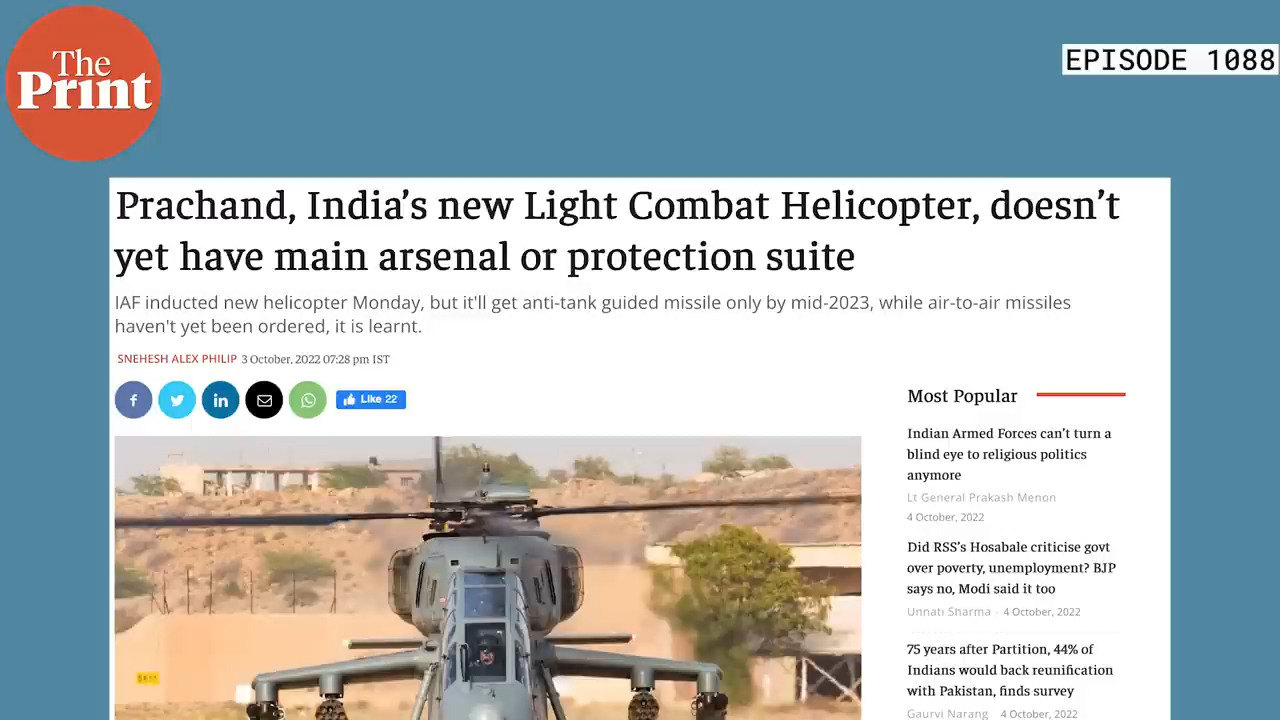 The
Print
EPISODE 1088
Prachand, India’s new Light Combat Helicopter, doesn’t
yet have main arsenal or protection suite
IAF inducted new helicopter Monday, but it'll get anti-tank guided missile only by mid-2023, while air-to-air missiles
haven't yet been ordered, it is learnt.
SNEHESH ALEX PHILIP 3 October, 2022 07:28 pm IST
Like 22
Most Popular
Indian Armed Forces can’t turn a
blind eye to religious politics
anymore
Lt General Prakash Menon
4 October, 2022
Did RSS’s Hosabale criticise govt
over poverty, unemployment? BJP
says no, Modi said it too
Unnati Sharma - 4 October, 2022
75 years after Partition, 44% of
Indians would back reunification
with Pakistan, finds survey
Gaurvi Narang 4 October, 2022